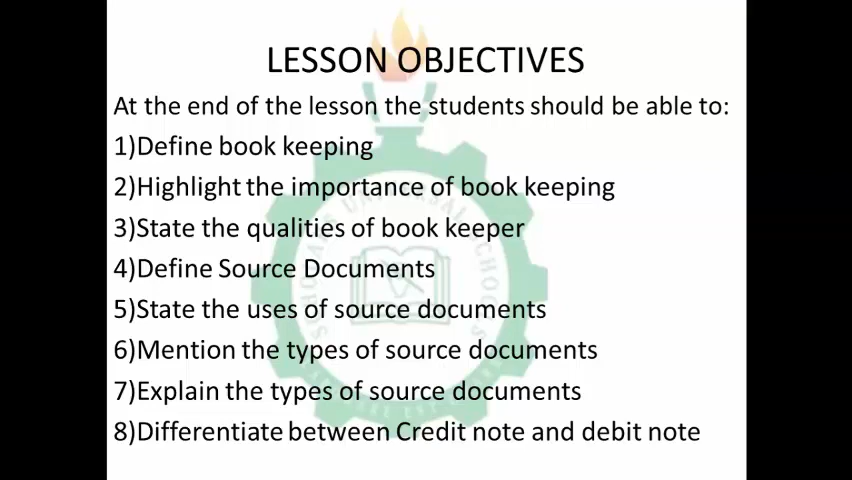 LESSON OBJECTIVES
At the end of the lesson the students should be able to:
1)Define book keeping
2)Highlight the importance of book keeping
3)State the qualities of book keeper
4)Define Source Documents
5)State the uses of source documents
6)Mention the types of source documents
7)Explain the types of source documents
8)Differentiate between Credit note and debit note